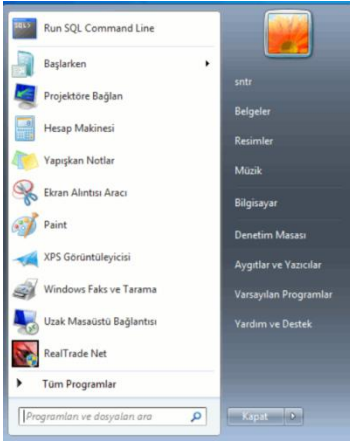 Run SQL Command Line
Başlarken
Projektöre Bağlan
Hesap Makinesi
Yapışkan Notlar
Ekran Alıntısı Aracı
Paint
XPS Görüntüleyicisi
Windows Faks ve Tarama
Uzak Masaüstü Bağlantısı
RealTrade Net
Tüm Programlar
Programları ve dosyaları ara
sntr
Belgeler
Resimler
Müzik
Bilgisayar
Denetim Masası
Aygıtlar ve Yazıcılar
Varsayılan Programlar
Yardım ve Destek
Kapat